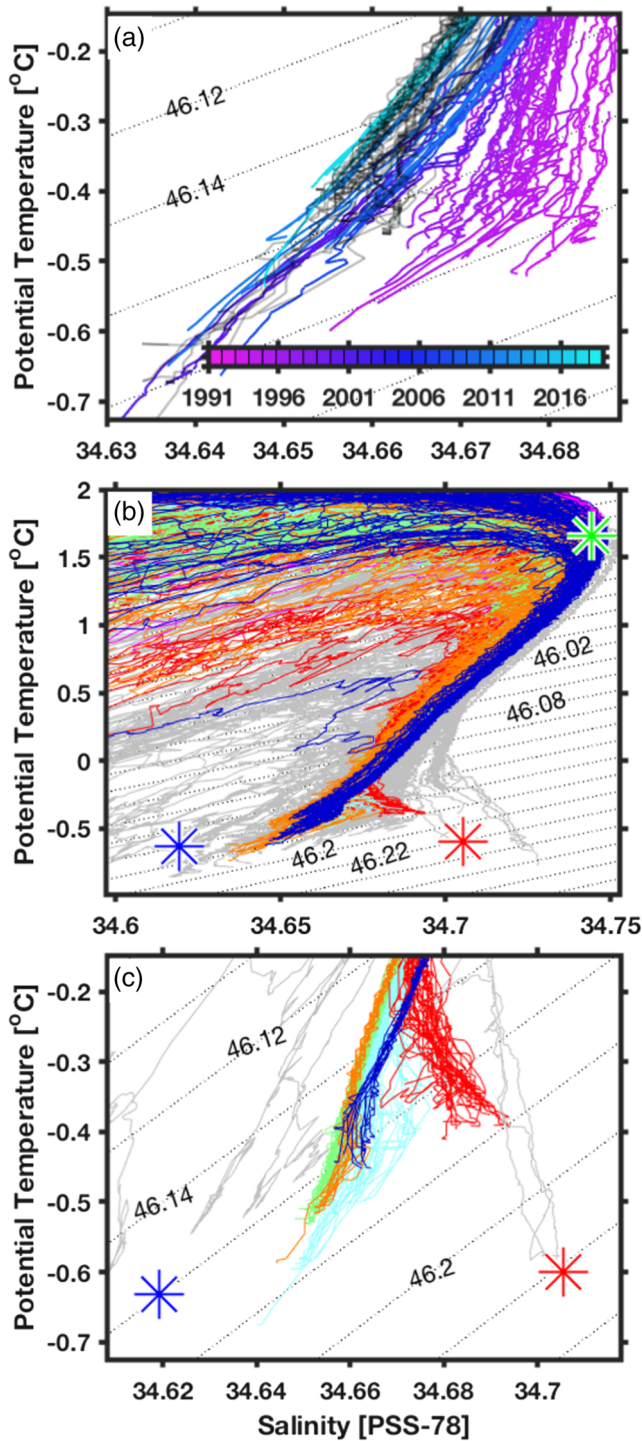 (a)
Potential Temperature [°C]
-0.2
-0.3
-0.4
-0.5
-0.6
-0.7
46.12
46.14
1991 1996 2001 2006 2011 2016
34.63 34.64 34.65 34.66 34.67 34.68
(b)
Potential Temperature [°C]
2
1.5
1
0.5
0
-0.5
46.02
46.08
46.2
46.22
34.6 34.65 34.7 34.75
(c)
Potential Temperature [°C]
-0.2
-0.3
-0.4
-0.5
-0.6
-0.7
46.12
46.14
46.2
34.62 34.64 34.66 34.68 34.7
Salinity [PSS-78]